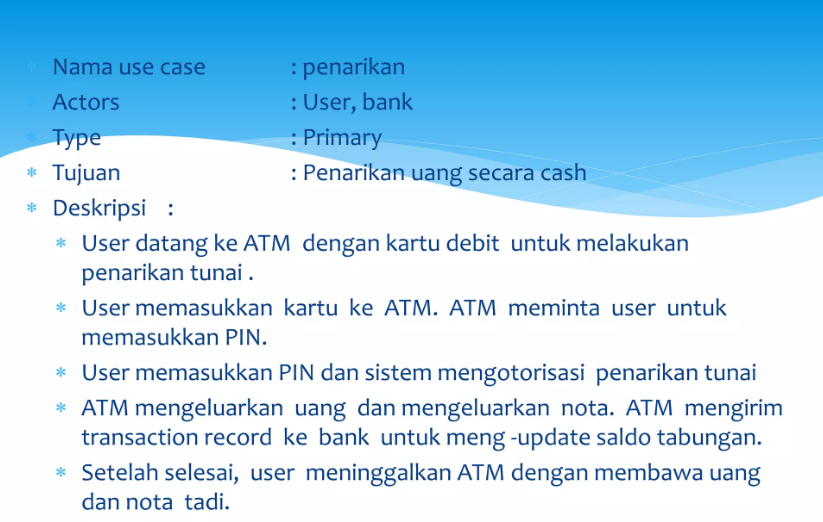 Nama use case : penarikan
Actors : User, bank
Type : Primary
Tujuan : Penarikan uang secara cash
Deskripsi :
User datang ke ATM dengan kartu debit untuk melakukan
penarikan tunai .
User memasukkan kartu ke ATM. ATM meminta user untuk
memasukkan PIN.
User memasukkan PIN dan sistem mengotorisasi penarikan tunai
ATM mengeluarkan uang dan mengeluarkan nota. ATM mengirim
transaction record ke bank untuk meng -update saldo tabungan.
Setelah selesai, user meninggalkan ATM dengan membawa uang
dan nota tadi.